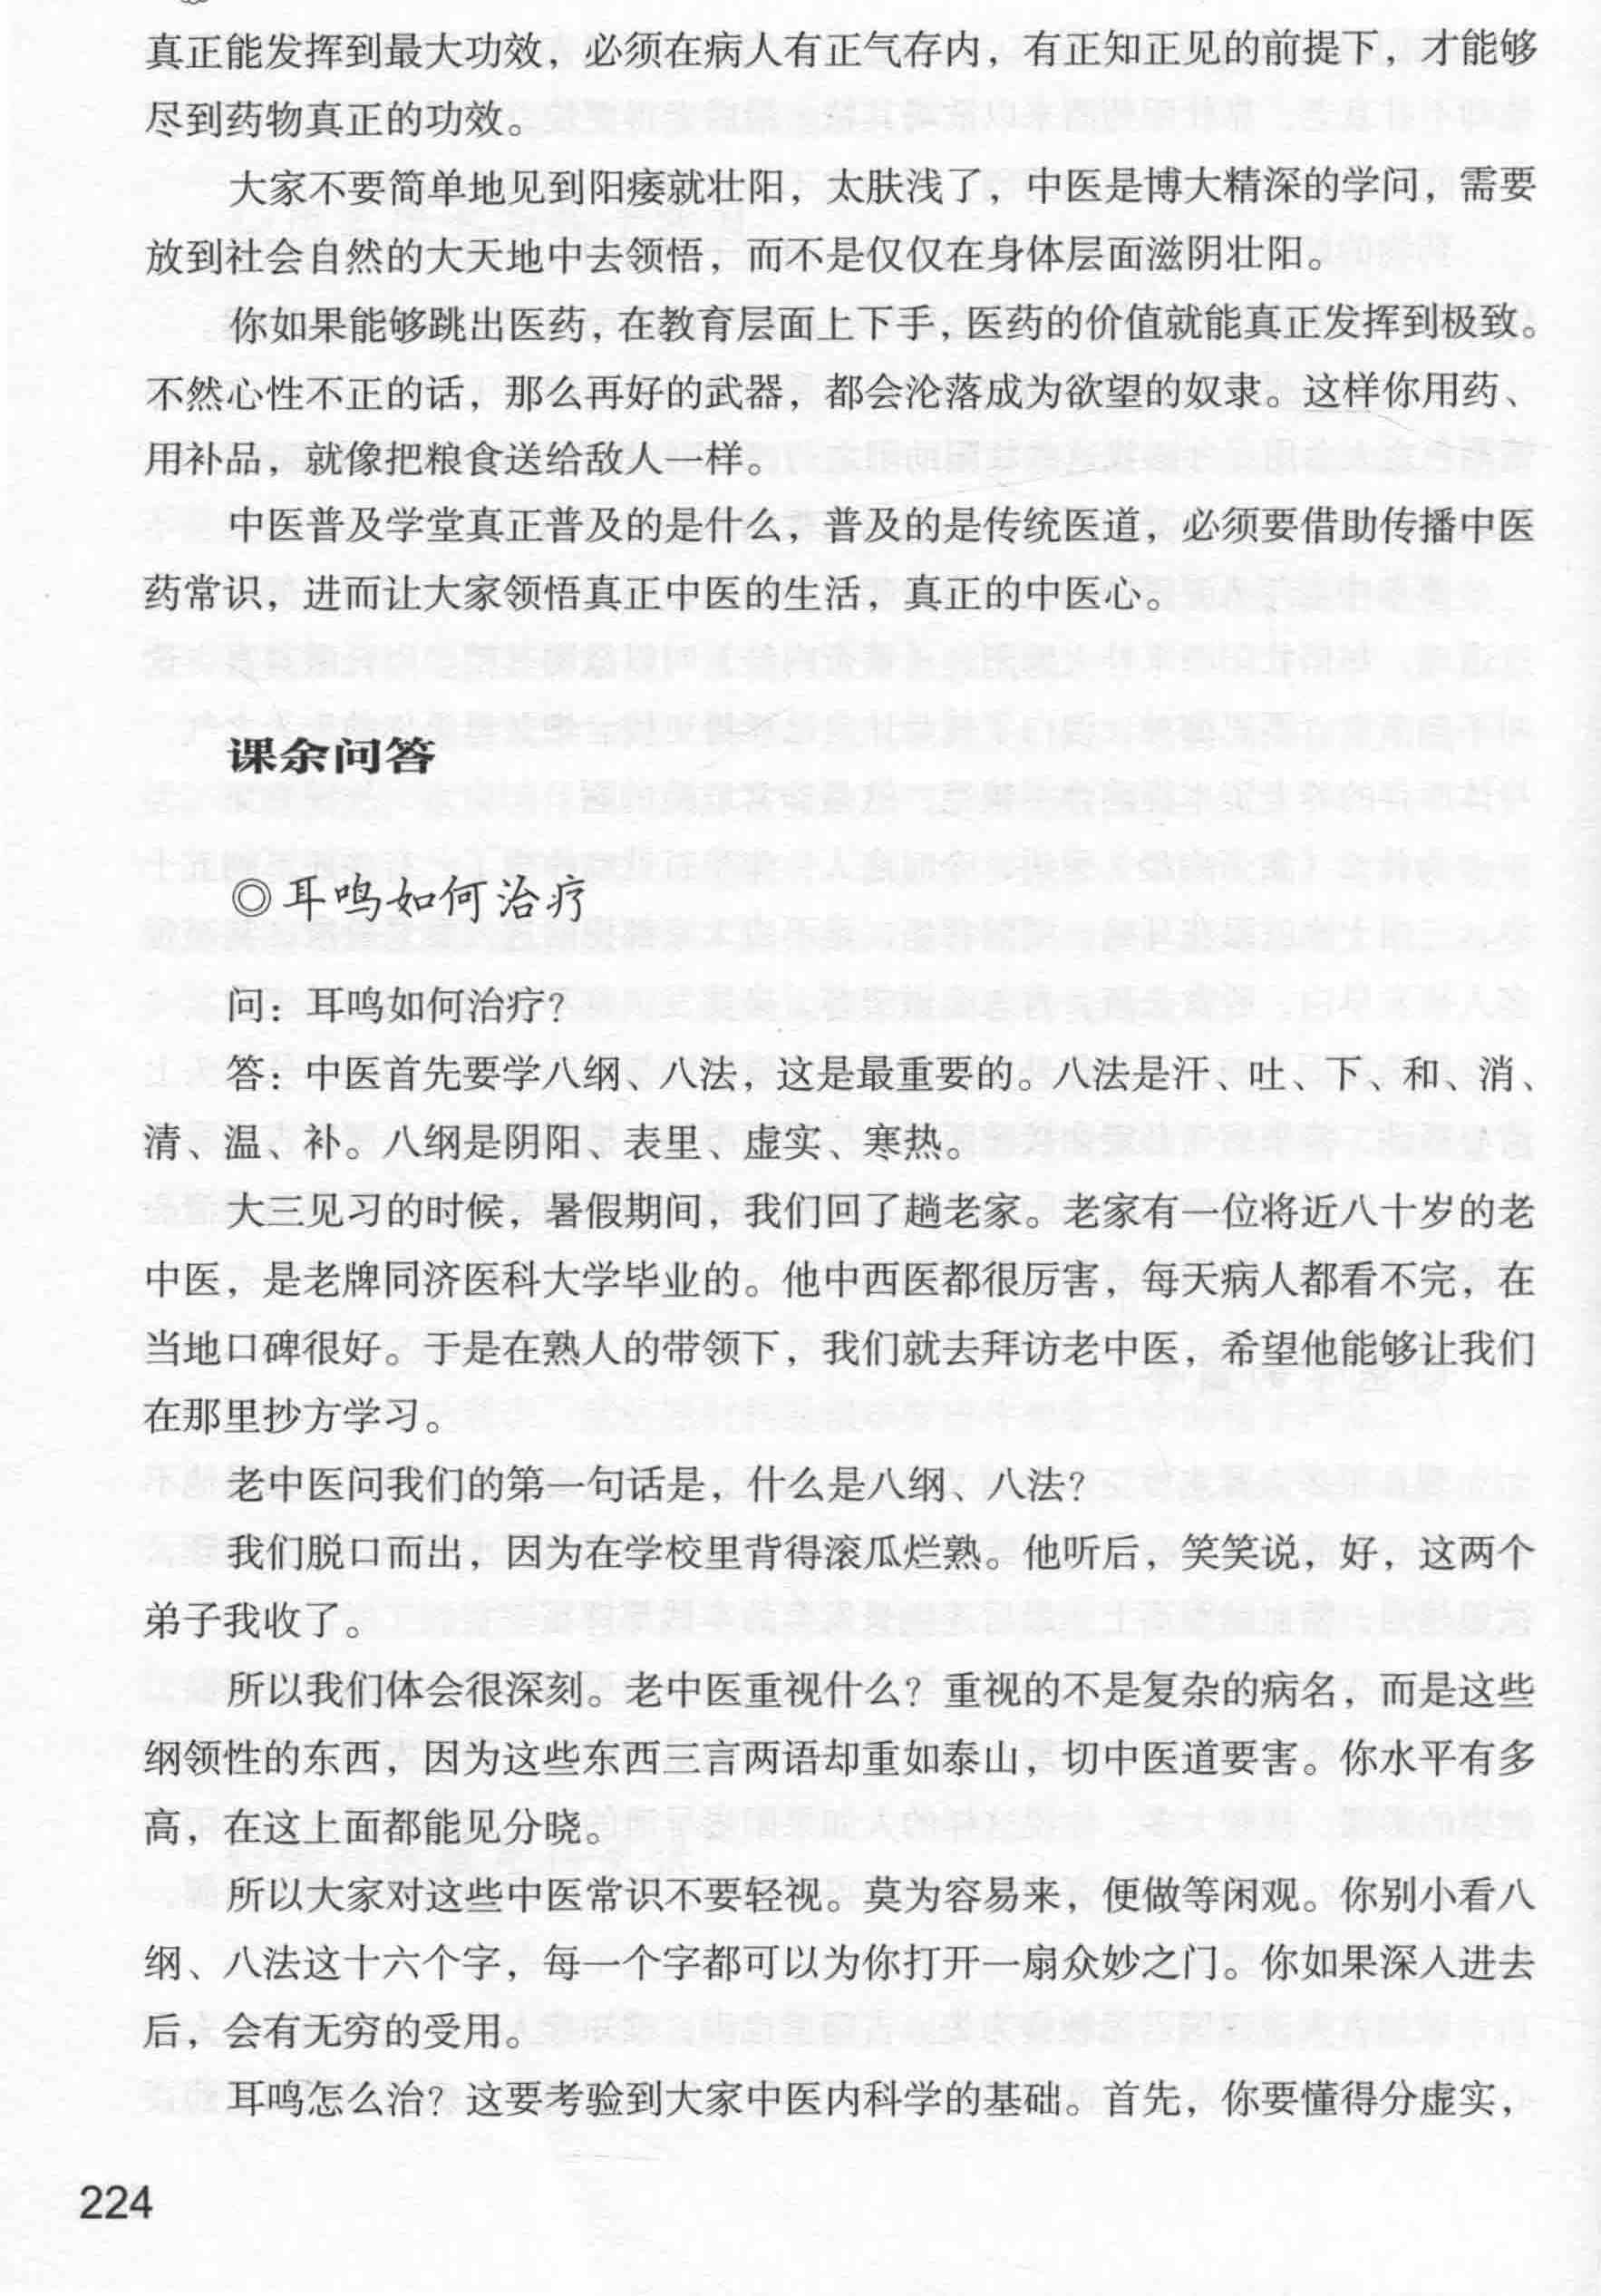 真正能发挥到最大功效，必须在病人有正气存内，有正知正见的前提下，才能够
尽到药物真正的功效。
大家不要简单地见到阳痿就壮阳，太肤浅了，中医是博大精深的学问，需要
放到社会自然的大天地中去领悟，而不是仅仅在身体层面滋阴壮阳。
你如果能够跳出医药，在教育层面上下手，医药的价值就能真正发挥到极致。
不然心性不正的话，那么再好的武器，都会沦落成为欲望的奴隶。这样你用药、
用补品，就像把粮食送给敌人一样。
中医普及学堂真正普及的是什么，普及的是传统医道，必须要借助传播中医
药常识，进而让大家领悟真正中医的生活，真正的中医心。
课余问答
◎耳鸣如何治疗
问：耳鸣如何治疗？
答：中医首先要学八纲、八法，这是最重要的。八法是汗、吐、下、和、消、
清、温、补。八纲是阴阳、表里、虚实、寒热。
大三见习的时候，暑假期间，我们回了趟老家。老家有一位将近八十岁的老
中医，是老牌同济医科大学毕业的。他中西医都很厉害，每天病人都看不完，在
当地口碑很好。于是在熟人的带领下，我们就去拜访老中医，希望他能够让我们
在那里抄方学习。
老中医问我们的第一句话是，什么是八纲、八法？
我们脱口而出，因为在学校里背得滚瓜烂熟。他听后，笑笑说，好，这两个
弟子我收了。
所以我们体会很深刻。老中医重视什么？重视的不是复杂的病名，而是这些
纲领性的东西，因为这些东西三言两语却重如泰山，切中医道要害。你水平有多
高，在这上面都能见分晓。
所以大家对这些中医常识不要轻视。莫为容易来，便做等闲观。你别小看八
纲、八法这十六个字，每一个字都可以为你打开一扇众妙之门。你如果深入进去
后，会有无穷的受用。
耳鸣怎么治？这要考验到大家中医内科学的基础。首先，你要懂得分虚实，
224